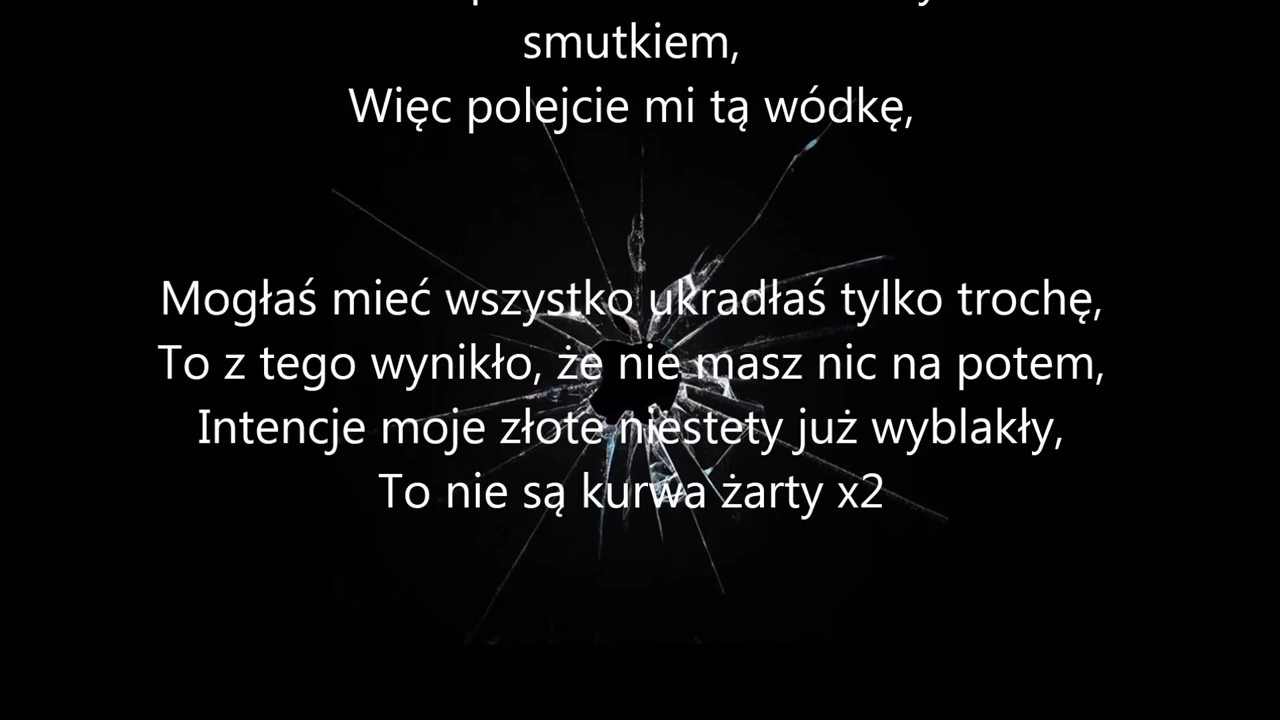 smutkiem,
Więc polejcie mi tą wódkę,
Mogłaś mieć wszystko ukradłaś tylko trochę,
To z tego wynikło, że nie masz nic na potem,
Intencje moje złote niestety już wyblakły,
To nie są kurwa żarty x2